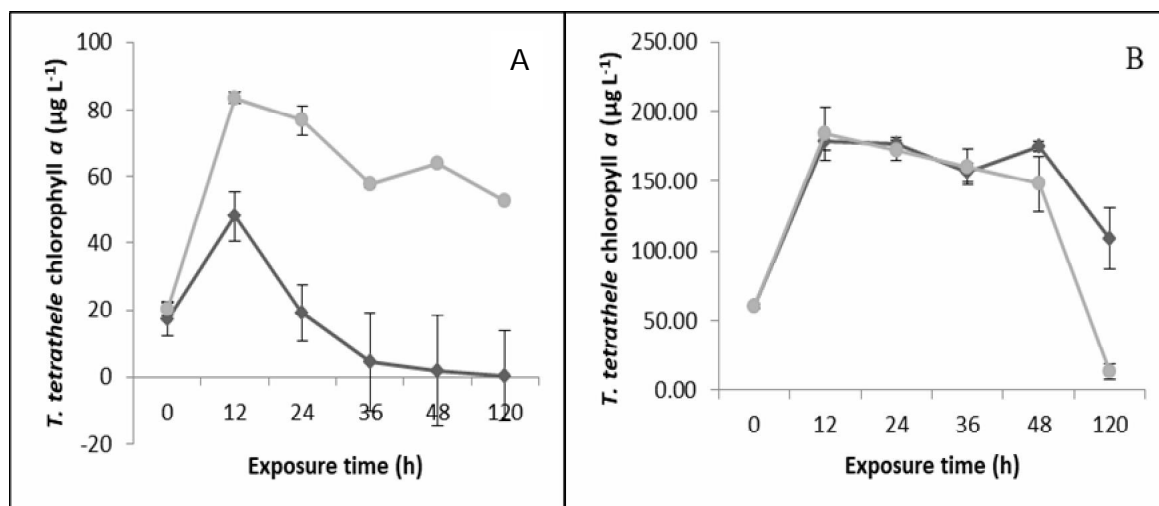 A
T. tetrathele chlorophyll a (µg L⁻¹)
100
80
60
40
20
0
-20
0 12 24 36 48 120
Exposure time (h)
B
T. tetrathele chloropyll a (µg L⁻¹)
250.00
200.00
150.00
100.00
50.00
0.00
0 12 24 36 48 120
Exposure time (h)